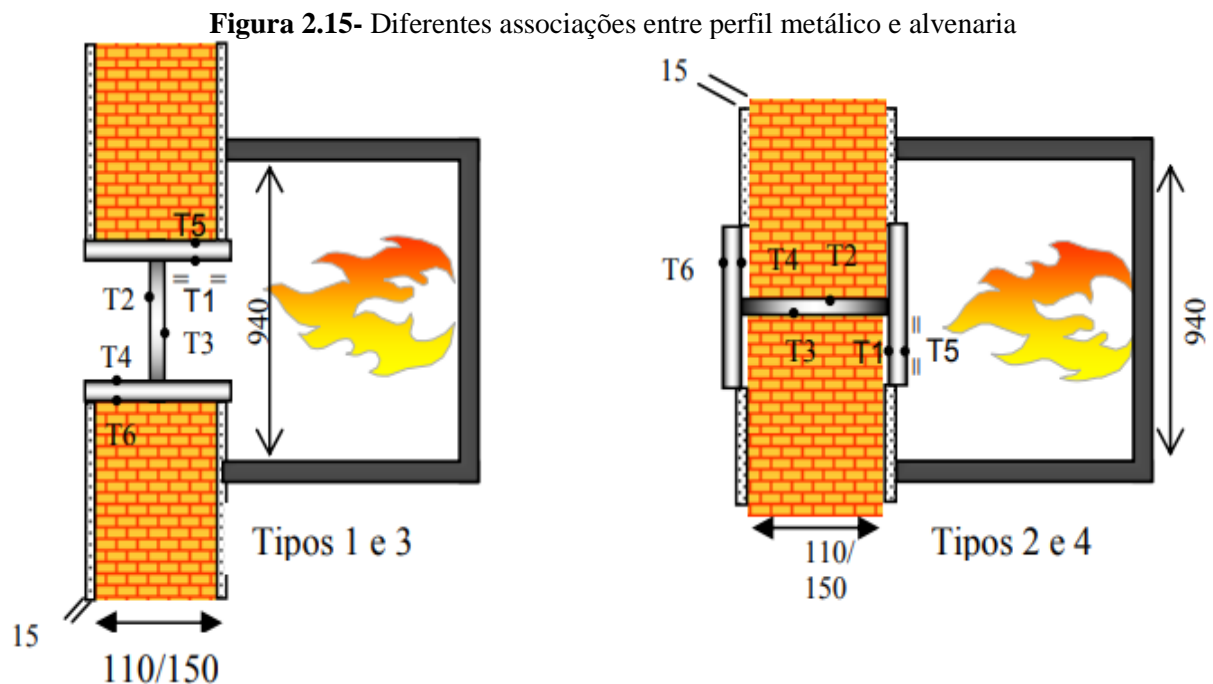 Figura 2.15- Diferentes associações entre perfil metálico e alvenaria
T5
T1
T2
T3
T4
T6
940
Tipos 1 e 3
15
110/150
15
T6
T4
T2
T3
T1
T5
940
110/
150
Tipos 2 e 4